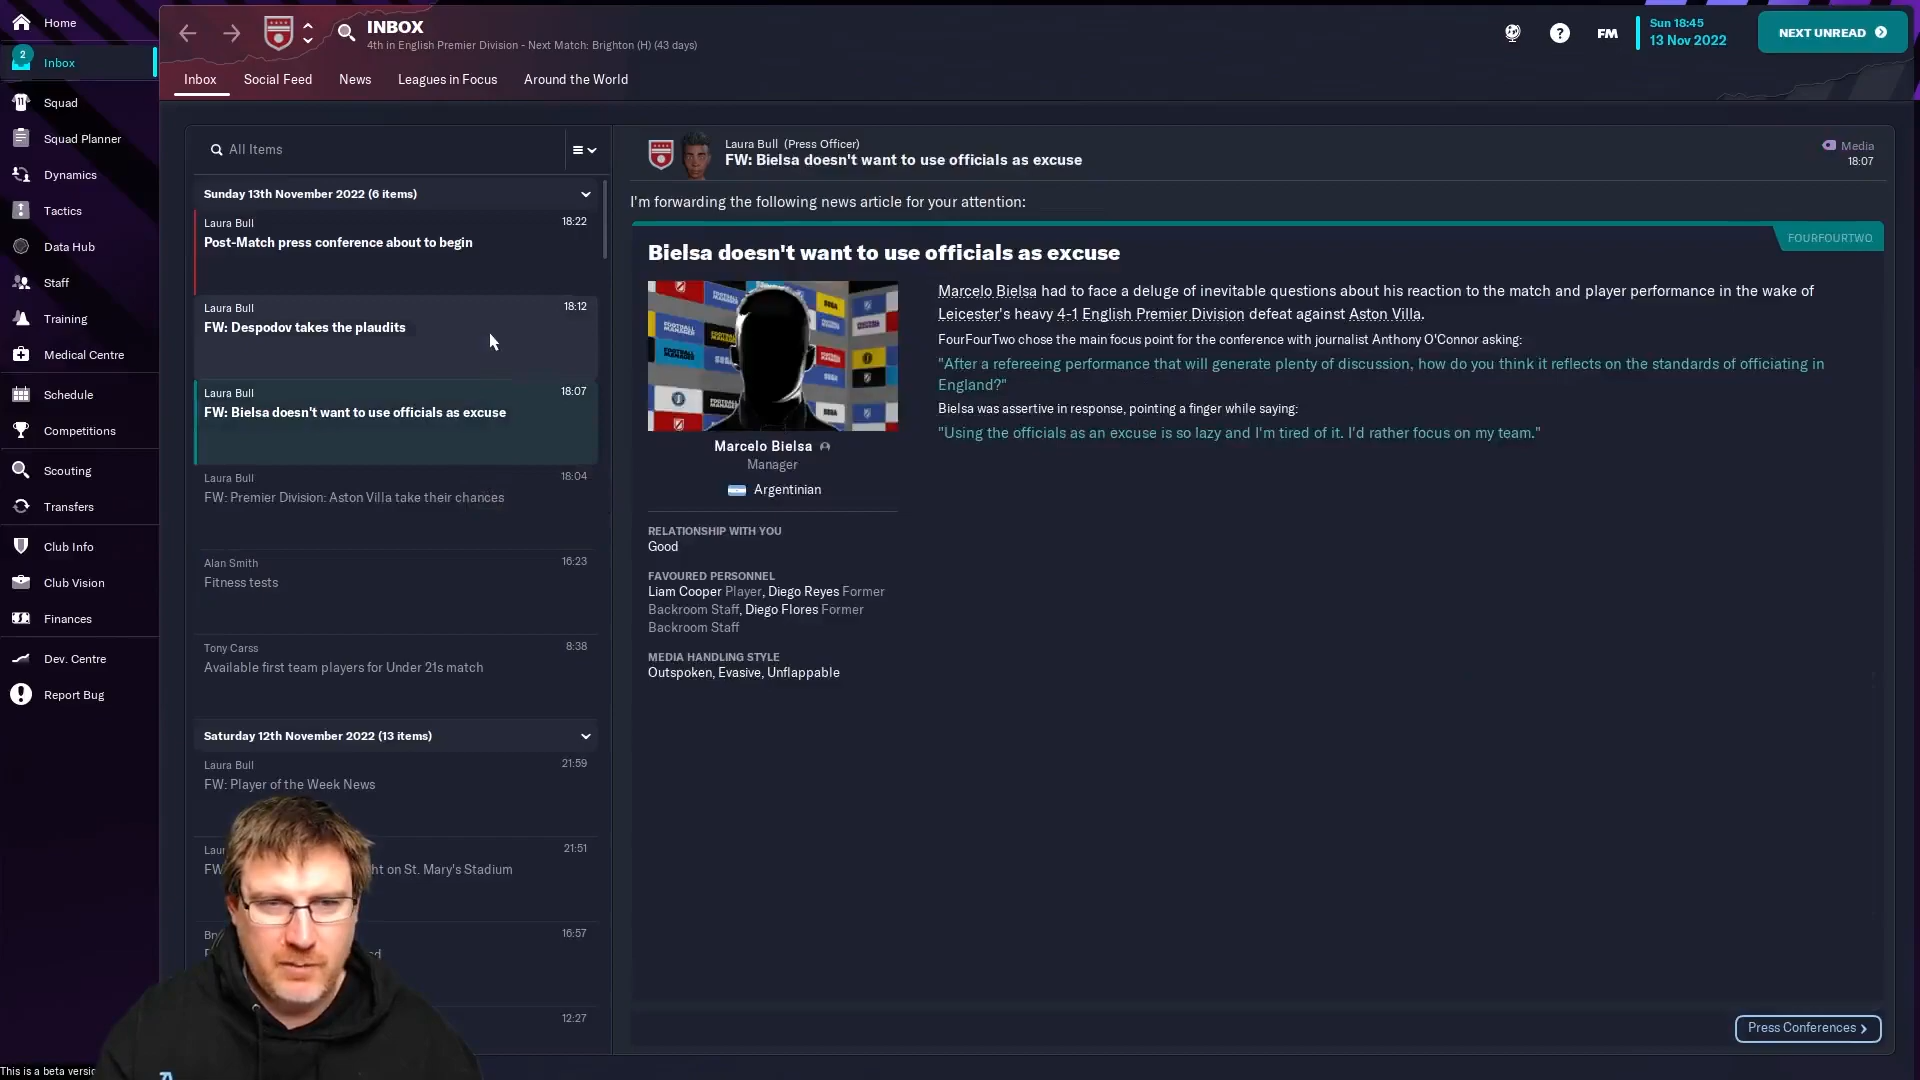 Home
2
Inbox
Squad
Squad Planner
Dynamics
Tactics
Data Hub
Staff
Training
Medical Centre
Schedule
Competitions
Scouting
Transfers
Club Info
Club Vision
Finances
Dev. Centre
Report Bug
This is a beta versic
INBOX
4th in English Premier Division - Next Match: Brighton (H) (43 days)
FM
Sun 18:45
13 Nov 2022
NEXT UNREAD
Inbox
Social Feed
News
Leagues in Focus
Around the World
All Items
Sunday 13th November 2022 (6 items)
Laura Bull 18:22
Post-Match press conference about to begin
Laura Bull 18:12
FW: Despodov takes the plaudits
Laura Bull 18:07
FW: Bielsa doesn't want to use officials as excuse
Laura Bull 18:04
FW: Premier Division: Aston Villa take their chances
Alan Smith 16:23
Fitness tests
Tony Carss 8:38
Available first team players for Under 21s match
Saturday 12th November 2022 (13 items)
Laura Bull 21:59
FW: Player of the Week News
Laur 21:51
FW ht on St. Mary's Stadium
16:57
12:27
Laura Bull (Press Officer)
FW: Bielsa doesn't want to use officials as excuse
Media
18:07
I'm forwarding the following news article for your attention:
FOURFOURTWO
Bielsa doesn't want to use officials as excuse
Marcelo Bielsa had to face a deluge of inevitable questions about his reaction to the match and player performance in the wake of
Leicester's heavy 4-1 English Premier Division defeat against Aston Villa.
FourFourTwo chose the main focus point for the conference with journalist Anthony O'Connor asking:
"After a refereeing performance that will generate plenty of discussion, how do you think it reflects on the standards of officiating in
England?"
Bielsa was assertive in response, pointing a finger while saying:
"Using the officials as an excuse is so lazy and I'm tired of it. I'd rather focus on my team."
Marcelo Bielsa
Manager
Argentinian
RELATIONSHIP WITH YOU
Good
FAVOURED PERSONNEL
Liam Cooper Player, Diego Reyes Former
Backroom Staff, Diego Flores Former
Backroom Staff
MEDIA HANDLING STYLE
Outspoken, Evasive, Unflappable
Press Conferences